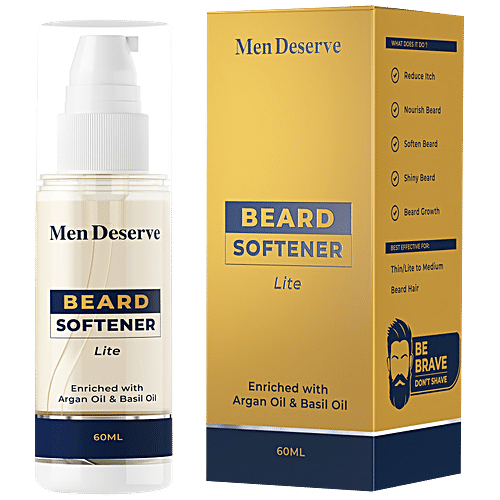 Men Deserve
BEARD
SOFTENER
Lite
Enriched with
Argan Oil & Basil Oil
60ML
Men Deserve
BEARD
SOFTENER
Lite
Enriched with
Argan Oil & Basil Oil
60ML
WHAT DOES IT DO ?
Reduce Itch
Nourish Beard
Soften Beard
Shiny Beard
Beard Growth
BEST EFFECTIVE FOR:
Thin/Lite to Medium
Beard Hair
BE
BRAVE
DON'T SHAVE